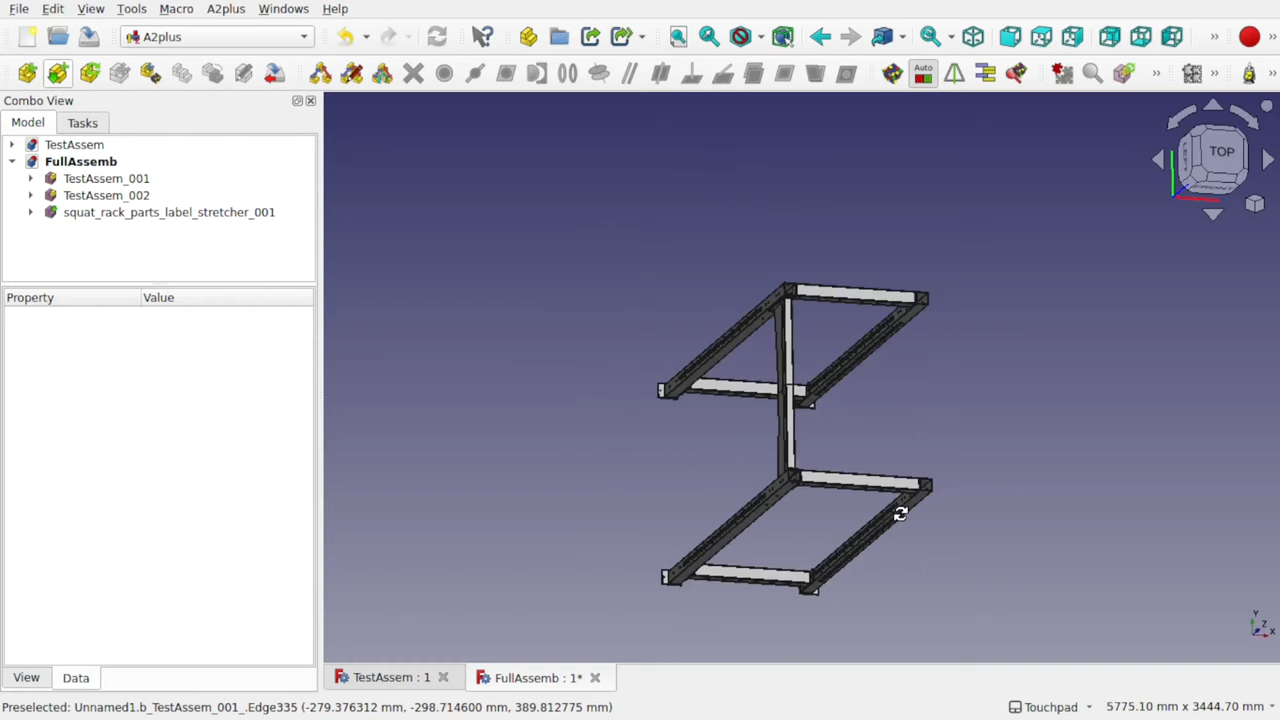 File Edit View Tools Macro A2plus Windows Help
A2plus
Auto
Combo View
Model Tasks
TestAssem
FullAssemb
TestAssem_001
TestAssem_002
squat_rack_parts_label_stretcher_001
Property Value
TOP
Y
Z
X
View Data
TestAssem : 1 FullAssemb : 1*
Preselected: Unnamed1.b_TestAssem_001_.Edge335 (-279.376312 mm, -298.714600 mm, 389.812775 mm) Touchpad 5775.10 mm x 3444.70 mm